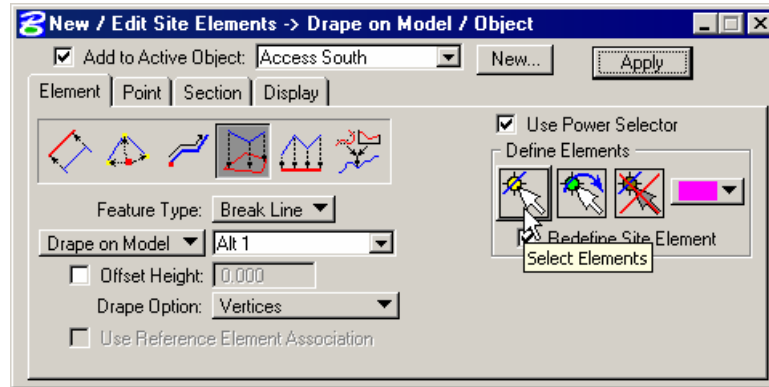 New / Edit Site Elements -> Drape on Model / Object
Add to Active Object: Access South New... Apply
Element Point Section Display
Use Power Selector
Define Elements
Feature Type: Break Line
Drape on Model Alt 1
Redefine Site Element
Select Elements
Offset Height: 0.000
Drape Option: Vertices
Use Reference Element Association